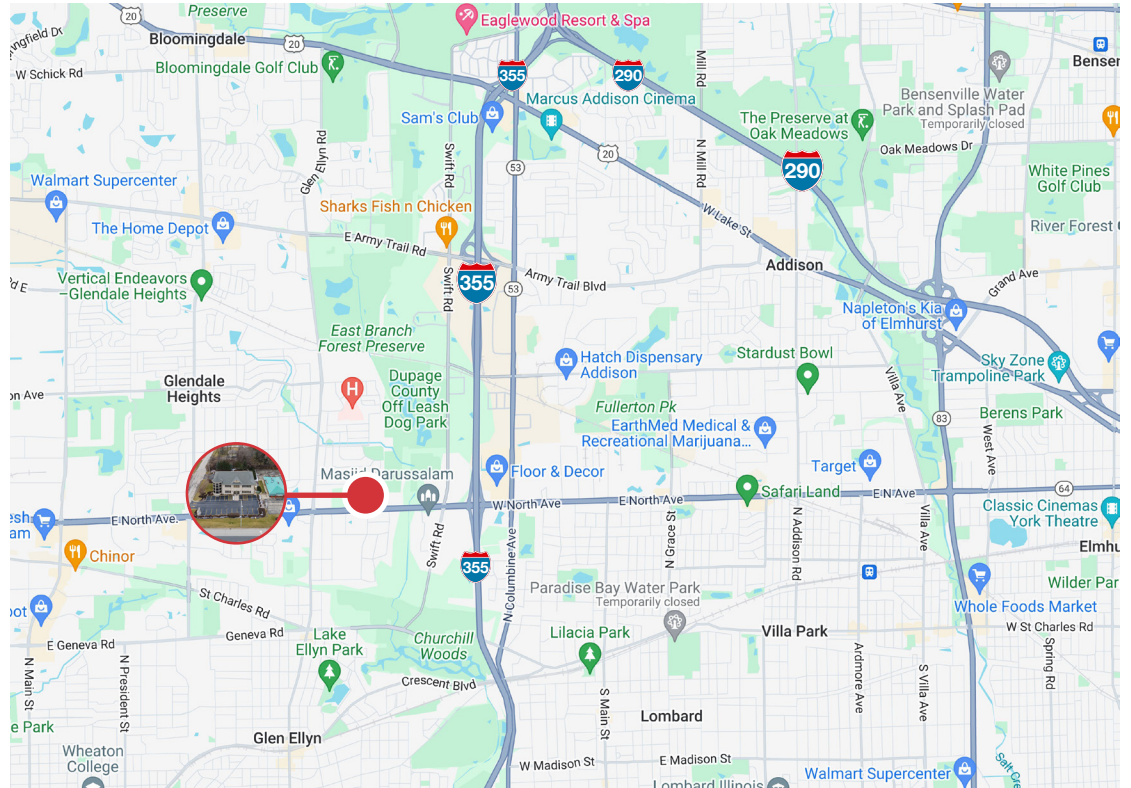 Preserve
20
Eaglewood Resort & Spa
Bloomingdale
20
W Schick Rd
Bloomingdale Golf Club
355
290
Mill Rd
Marcus Addison Cinema
Sam's Club
Bensenville Water
Park and Splash Pad
Temporarily closed
The Preserve at
Oak Meadows
Oak Meadows Dr
Glen Ellyn Rd
Swift Rd
53
20
N Mill Rd
290
White Pines
Golf Club
Walmart Supercenter
Sharks Fish n Chicken
The Home Depot
E Army Trail Rd
W Lake St
River Forest
Addison
Vertical Endeavors
–Glendale Heights
Swift Rd
355
53
Army Trail Blvd
Grand Ave
Napleton's Kia
of Elmhurst
East Branch
Forest Preserve
Hatch Dispensary
Addison
Stardust Bowl
Sky Zone
Trampoline Park
Glendale
Heights
H
Dupage
County
Off Leash
Dog Park
Fullerton Pk
EarthMed Medical &
Recreational Marijuana...
Villa Ave
83
Berens Park
West Ave
Masjid Darussalam
Floor & Decor
Target
Safari Land
E North Ave
W North Ave
E North Ave
E N Ave
64
Classic Cinemas
York Theatre
Chinor
Swift Rd
355
N Columbine Ave
N Grace St
N Addison Rd
Villa Ave
St Charles Rd
Paradise Bay Water Park
Temporarily closed
Whole Foods Market
E Geneva Rd
Geneva Rd
Lake
Ellyn Park
Churchill
Woods
Lilacia Park
Villa Park
W St Charles Rd
N Main St
N President St
Crescent Blvd
S Main St
Ardmore Ave
S Villa Ave
Spring Rd
Glen Ellyn
Lombard
Wheaton
College
W Madison St
E Madison St
Walmart Supercenter
Lombard Illinois